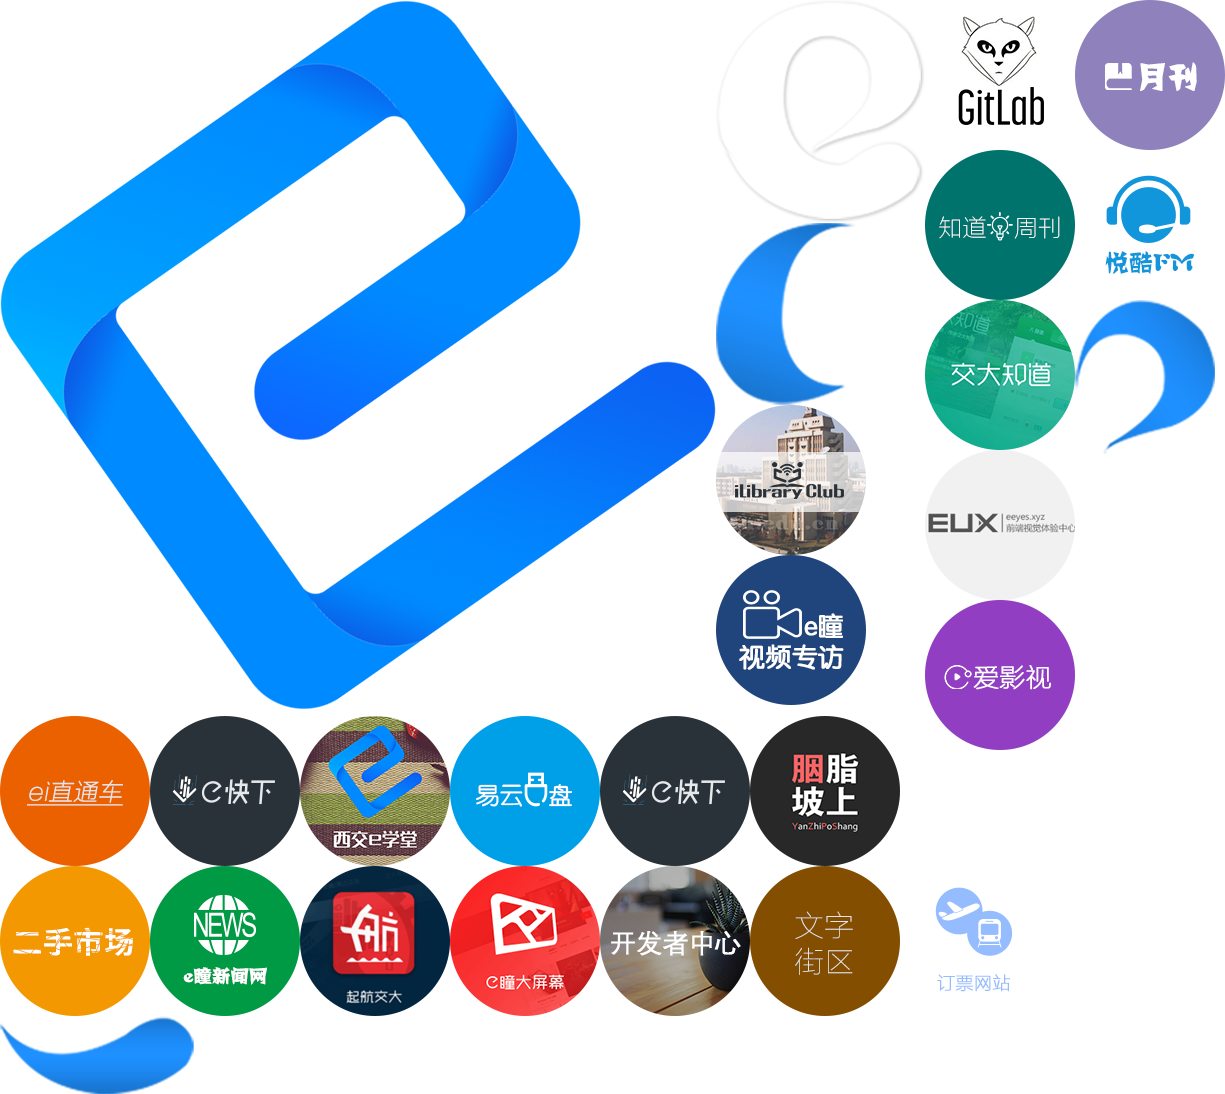 GitLab
月刊
知道周刊
悦酷FM
知道
交大知道
iLibrary Club
EUX
eeyes.xyz
前端视觉体验中心
e瞳
视频专访
爱影视
ei直通车
e快下
西交e学堂
易云盘
e快下
胭脂
坡上
YanZhiPoShang
二手市场
NEWS
e瞳新闻网
航
起航交大
e瞳大屏幕
开发者中心
文字
街区
订票网站